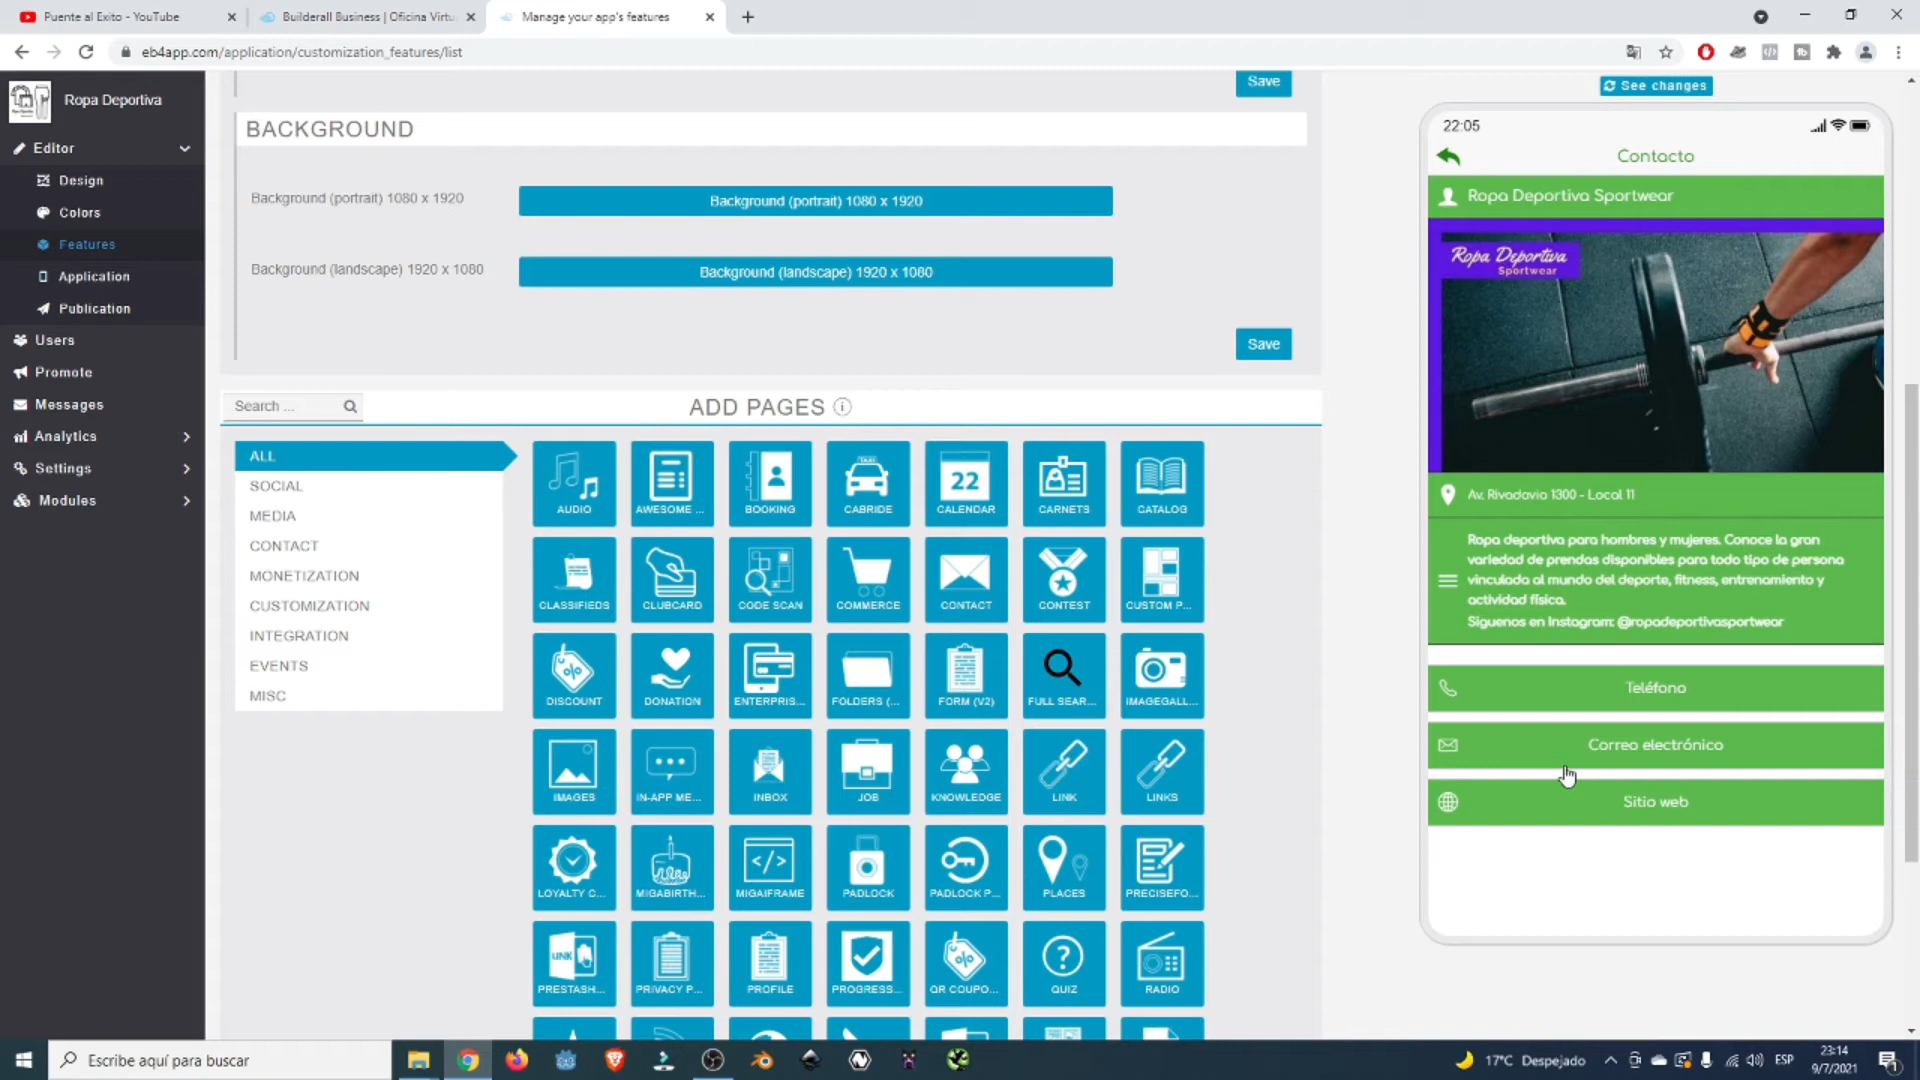 Puente al Exito - YouTube
Builderall Business | Oficina Virtu
Manage your app's features
eb4app.com/application/customization_features/list
Ropa Deportiva
Editor
Design
Colors
Features
Application
Publication
Users
Promote
Messages
Analytics
Settings
Modules
Save
BACKGROUND
Background (portrait) 1080 x 1920
Background (portrait) 1080 x 1920
Background (landscape) 1920 x 1080
Background (landscape) 1920 x 1080
Save
Search ...
ADD PAGES
ALL
SOCIAL
MEDIA
CONTACT
MONETIZATION
CUSTOMIZATION
INTEGRATION
EVENTS
MISC
AUDIO
AWESOME ...
BOOKING
TAXI
CABRIDE
22
CALENDAR
CARNETS
CATALOG
CLASSIFIEDS
CLUBCARD
CODE SCAN
COMMERCE
CONTACT
CONTEST
CUSTOM P...
DISCOUNT
DONATION
ENTERPRIS...
FOLDERS (...
FORM (V2)
FULL SEAR...
IMAGEGALL...
IMAGES
IN-APP ME...
INBOX
JOB
KNOWLEDGE
LINK
LINKS
LOYALTY C...
MIGABIRTH...
MIGAIFRAME
PADLOCK
PADLOCK P...
PLACES
PRECISEFO...
LINK
PRESTASH...
PRIVACY P...
PROFILE
PROGRESS...
QR COUPO...
QUIZ
RADIO
See changes
22:05
Contacto
Ropa Deportiva Sportwear
Ropa Deportiva
Sportwear
Av. Rivadavia 1300 - Local 11
Ropa deportiva para hombres y mujeres. Conoce la gran
variedad de prendas disponibles para todo tipo de persona
vinculada al mundo del deporte, fitness, entrenamiento y
actividad física.
Siguenos en Instagram: @ropadeportivasportwear
Teléfono
Correo electrónico
Sitio web
Escribe aquí para buscar
17°C Despejado
ESP
23:14
9/7/2021
1